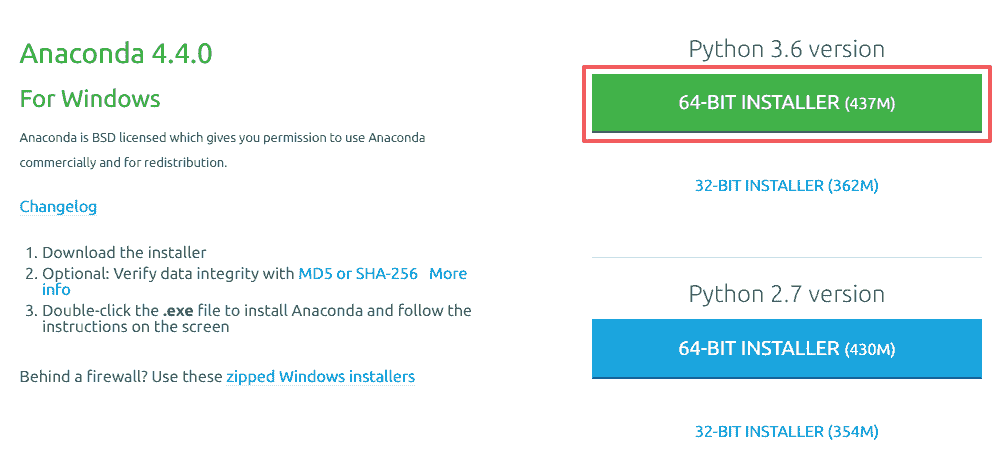 Anaconda 4.4.0
For Windows
Anaconda is BSD licensed which gives you permission to use Anaconda
commercially and for redistribution.
Changelog
1. Download the installer
2. Optional: Verify data integrity with MD5 or SHA-256 More
info
3. Double-click the .exe file to install Anaconda and follow the
instructions on the screen
Behind a firewall? Use these zipped Windows installers
Python 3.6 version
64-BIT INSTALLER (437M)
32-BIT INSTALLER (362M)
Python 2.7 version
64-BIT INSTALLER (430M)
32-BIT INSTALLER (354M)